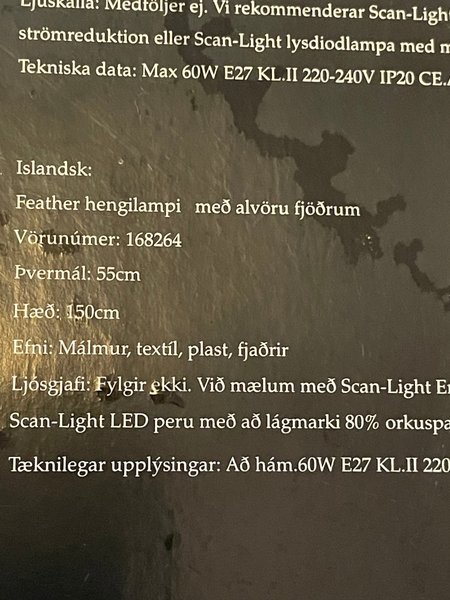 Ljuskälla: Medföljer ej. Vi rekommenderar Scan-Light
strömreduktion eller Scan-Light lysdiodlampa med m
Tekniska data: Max 60W E27 KL.II 220-240V IP20 CE.
Islandsk:
Feather hengilampi með alvöru fjöðrum
Vörunúmer: 168264
Þvermál: 55cm
Hæð: 150cm
Efni: Málmur, textíl, plast, fjaðrir
Ljósgjafi: Fylgir ekki. Við mælum með Scan-Light En
Scan-Light LED peru með að lágmarki 80% orkuspa
Tæknilegar upplýsingar: Að hám.60W E27 KL.II 220